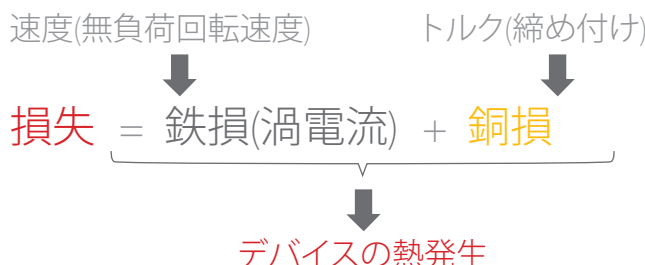 速度(無負荷回転速度) トルク(締め付け)
損失 = 鉄損(渦電流) + 銅損
デバイスの熱発生